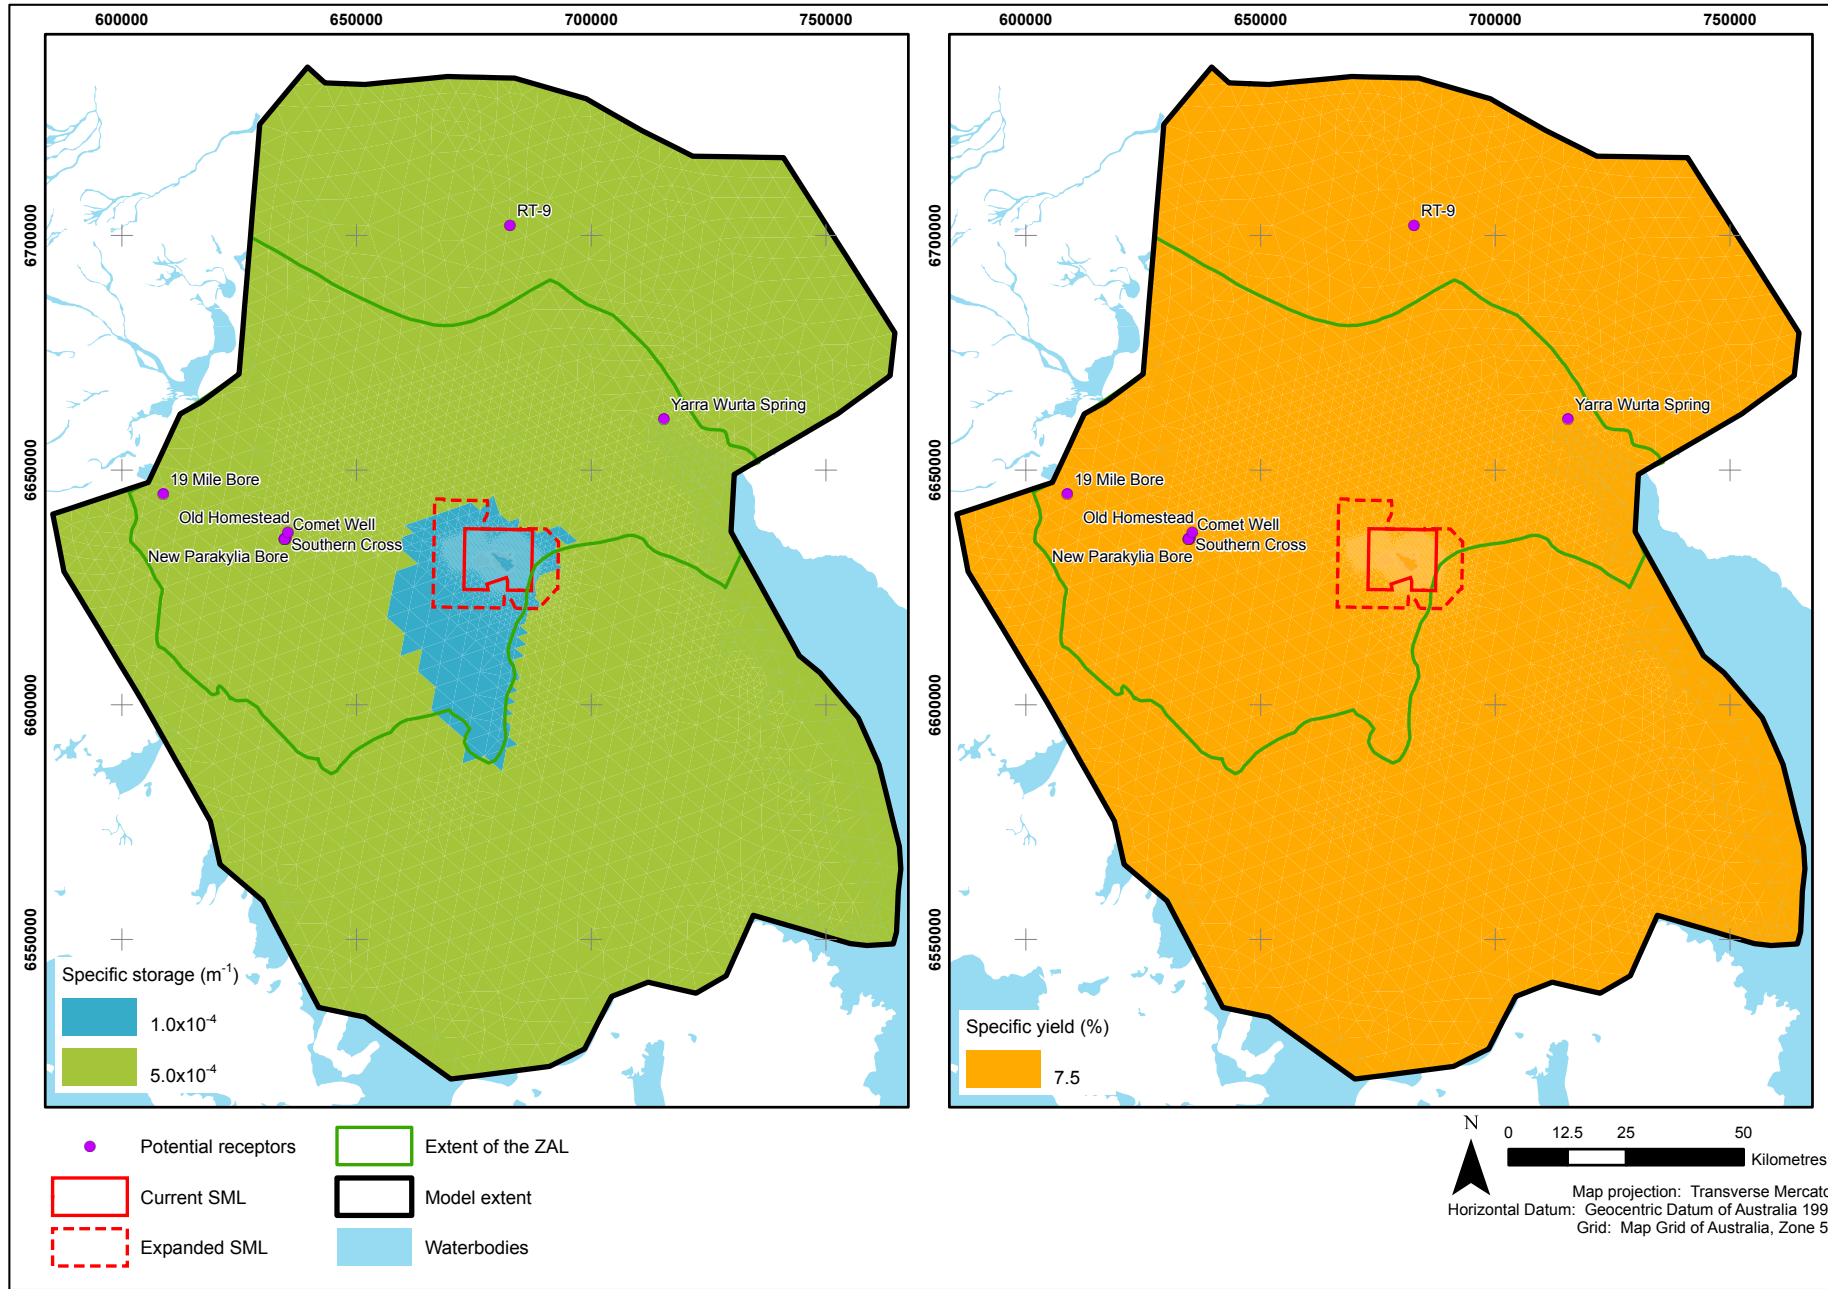 600000 650000 700000 750000
600000 650000 700000 750000
6700000
6650000
6600000
6550000
RT-9
Yarra Wurta Spring
19 Mile Bore
Old Homestead
Comet Well
Southern Cross
New Parakylia Bore
Specific storage (m⁻¹)
1.0x10⁻⁴
5.0x10⁻⁴
6700000
6650000
6600000
6550000
RT-9
Yarra Wurta Spring
19 Mile Bore
Old Homestead
Comet Well
Southern Cross
New Parakylia Bore
Specific yield (%)
7.5
Potential receptors
Current SML
Expanded SML
Extent of the ZAL
Model extent
Waterbodies
N
0 12.5 25 50
Kilometres
Map projection: Transverse Mercato
Horizontal Datum: Geocentric Datum of Australia 199
Grid: Map Grid of Australia, Zone 5